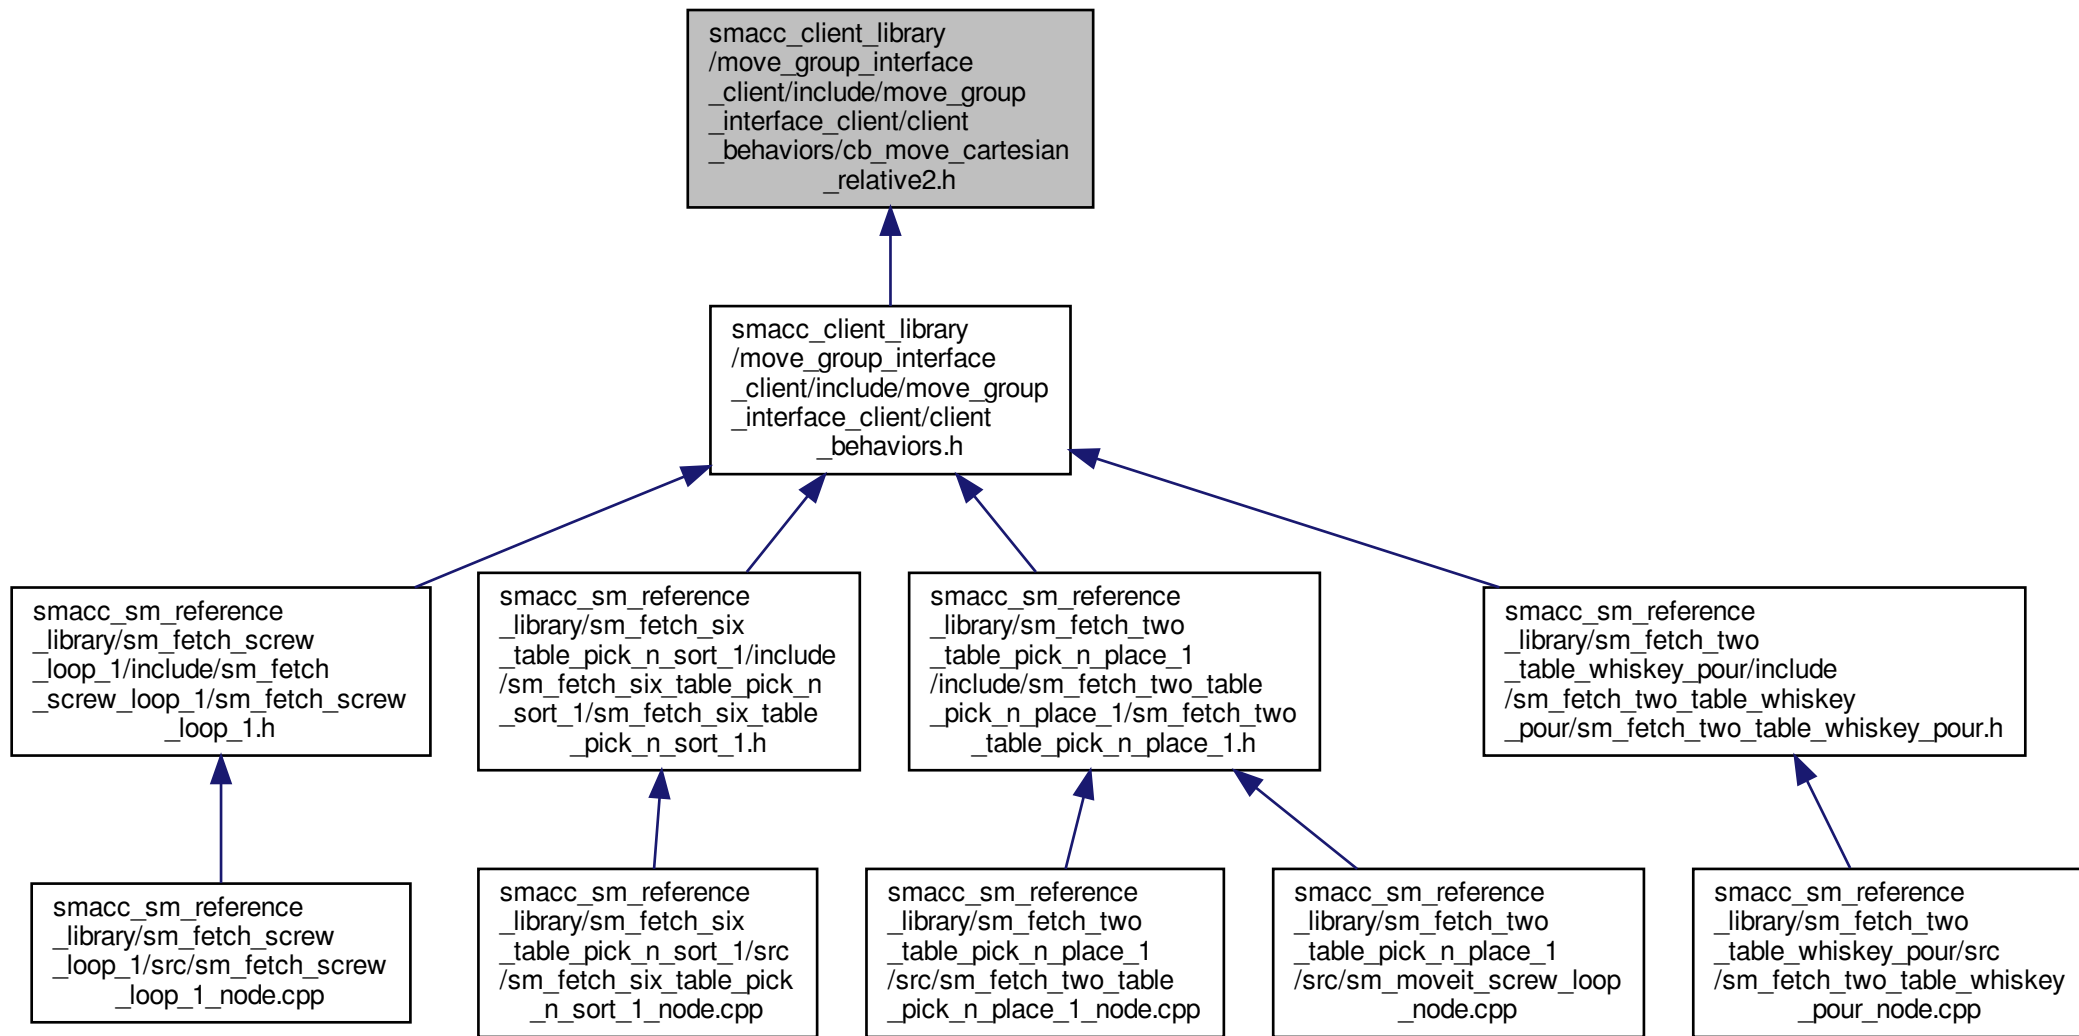 smacc_client_library
/move_group_interface
_client/include/move_group
_interface_client/client
_behaviors/cb_move_cartesian
_relative2.h
smacc_client_library
/move_group_interface
_client/include/move_group
_interface_client/client
_behaviors.h
smacc_sm_reference
_library/sm_fetch_screw
_loop_1/include/sm_fetch
_screw_loop_1/sm_fetch_screw
_loop_1.h
smacc_sm_reference
_library/sm_fetch_six
_table_pick_n_sort_1/include
/sm_fetch_six_table_pick_n
_sort_1/sm_fetch_six_table
_pick_n_sort_1.h
smacc_sm_reference
_library/sm_fetch_two
_table_pick_n_place_1
/include/sm_fetch_two_table
_pick_n_place_1/sm_fetch_two
_table_pick_n_place_1.h
smacc_sm_reference
_library/sm_fetch_two
_table_whiskey_pour/include
/sm_fetch_two_table_whiskey
_pour/sm_fetch_two_table_whiskey_pour.h
smacc_sm_reference
_library/sm_fetch_screw
_loop_1/src/sm_fetch_screw
_loop_1_node.cpp
smacc_sm_reference
_library/sm_fetch_six
_table_pick_n_sort_1/src
/sm_fetch_six_table_pick
_n_sort_1_node.cpp
smacc_sm_reference
_library/sm_fetch_two
_table_pick_n_place_1
/src/sm_fetch_two_table
_pick_n_place_1_node.cpp
smacc_sm_reference
_library/sm_fetch_two
_table_pick_n_place_1
/src/sm_moveit_screw_loop
_node.cpp
smacc_sm_reference
_library/sm_fetch_two
_table_whiskey_pour/src
/sm_fetch_two_table_whiskey
_pour_node.cpp